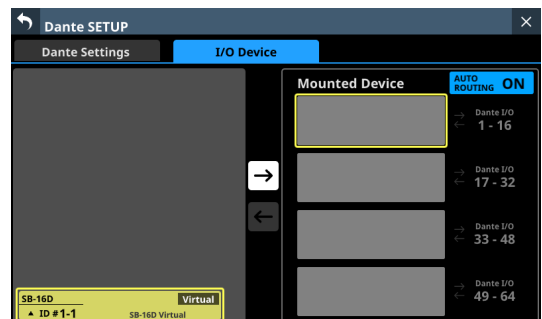 Dante SETUP
Dante Settings
I/O Device
Mounted Device
AUTO
ROUTING ON
Dante I/O
1 - 16
Dante I/O
17 - 32
Dante I/O
33 - 48
Dante I/O
49 - 64
SB-16D
Virtual
▲ ID #1-1
SB-16D Virtual